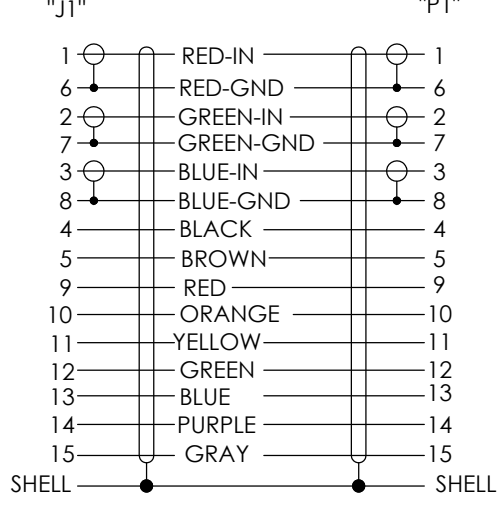 "J1" "P1"
1 RED-IN 1
6 RED-GND 6
2 GREEN-IN 2
7 GREEN-GND 7
3 BLUE-IN 3
8 BLUE-GND 8
4 BLACK 4
5 BROWN 5
9 RED 9
10 ORANGE 10
11 YELLOW 11
12 GREEN 12
13 BLUE 13
14 PURPLE 14
15 GRAY 15
SHELL SHELL